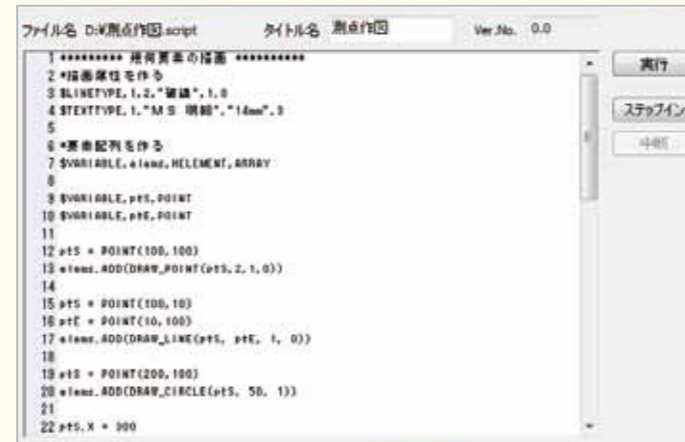 ファイル名 D:¥測点作図.script タイトル名 測点作図 Ver.No. 0.0
1 ********* 幾何要素の描画 **********
2 *描画属性を作る
3 $LINETYPE,1,2,"破線",1.0
4 $TEXTTYPE,1,"MS 明朝","14mm",3
5
6 *要素配列を作る
7 $VARIABLE,elems,HELEMENT,ARRAY
8
9 $VARIABLE,ptS,POINT
10 $VARIABLE,ptE,POINT
11
12 ptS = POINT(100,100)
13 elems.ADD(DRAW_POINT(ptS,2,1,0))
14
15 ptS = POINT(100,10)
16 ptE = POINT(10,100)
17 elems.ADD(DRAW_LINE(ptS, ptE, 1, 0))
18
19 ptS = POINT(200,100)
20 elems.ADD(DRAW_CIRCLE(ptS, 50, 1))
21
22 ptS.X = 300
実行
ステップイン
中断